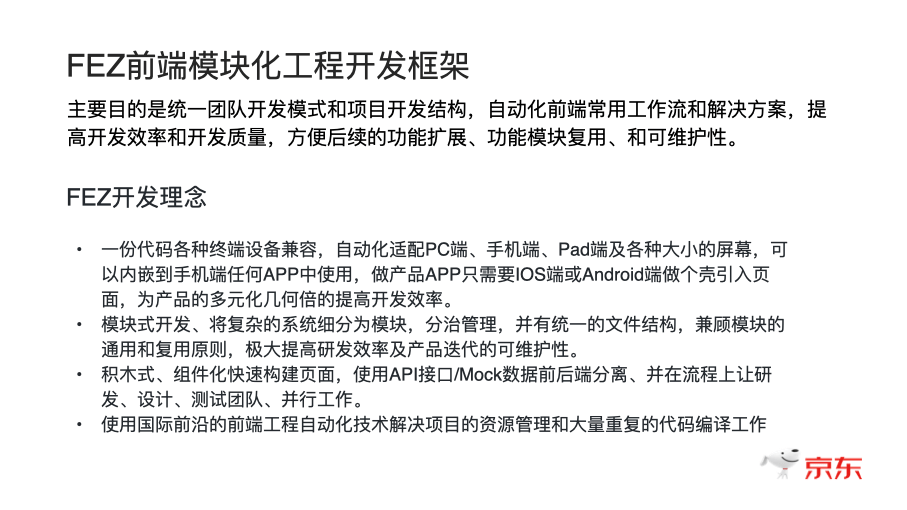 FEZ前端模块化工程开发框架
主要目的是统一团队开发模式和项目开发结构，自动化前端常用工作流和解决方案，提
高开发效率和开发质量，方便后续的功能扩展、功能模块复用、和可维护性。
FEZ开发理念
• 一份代码各种终端设备兼容，自动化适配PC端、手机端、Pad端及各种大小的屏幕，可
以内嵌到手机端任何APP中使用，做产品APP只需要IOS端或Android端做个壳引入页
面，为产品的多元化几何倍的提高开发效率。
• 模块式开发、将复杂的系统细分为模块，分治管理，并有统一的文件结构，兼顾模块的
通用和复用原则，极大提高研发效率及产品迭代的可维护性。
• 积木式、组件化快速构建页面，使用API接口/Mock数据前后端分离、并在流程上让研
发、设计、测试团队、并行工作。
• 使用国际前沿的前端工程自动化技术解决项目的资源管理和大量重复的代码编译工作
京东